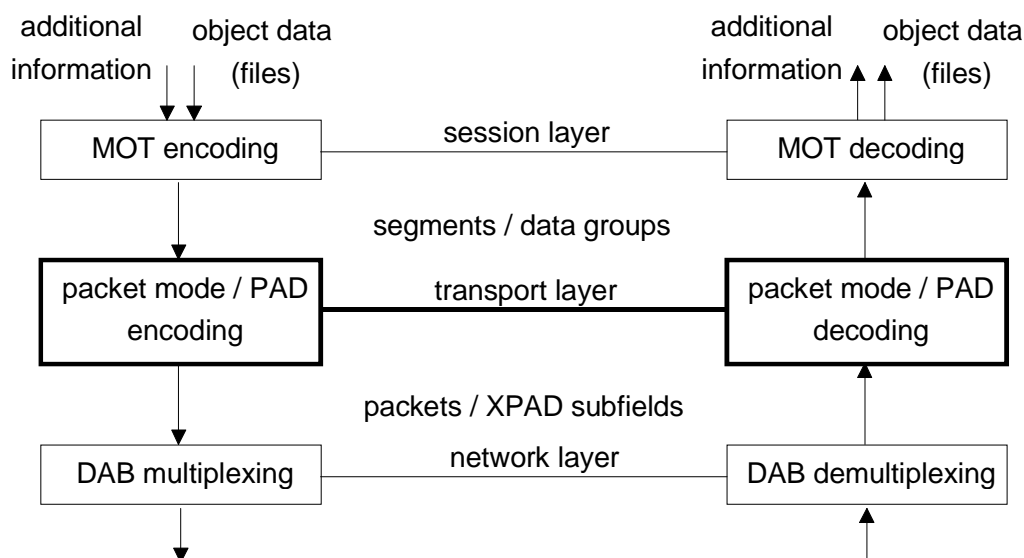 additional
information
object data
(files)
additional
information
object data
(files)
MOT encoding
session layer
MOT decoding
segments / data groups
packet mode / PAD
encoding
transport layer
packet mode / PAD
decoding
packets / XPAD subfields
DAB multiplexing
network layer
DAB demultiplexing